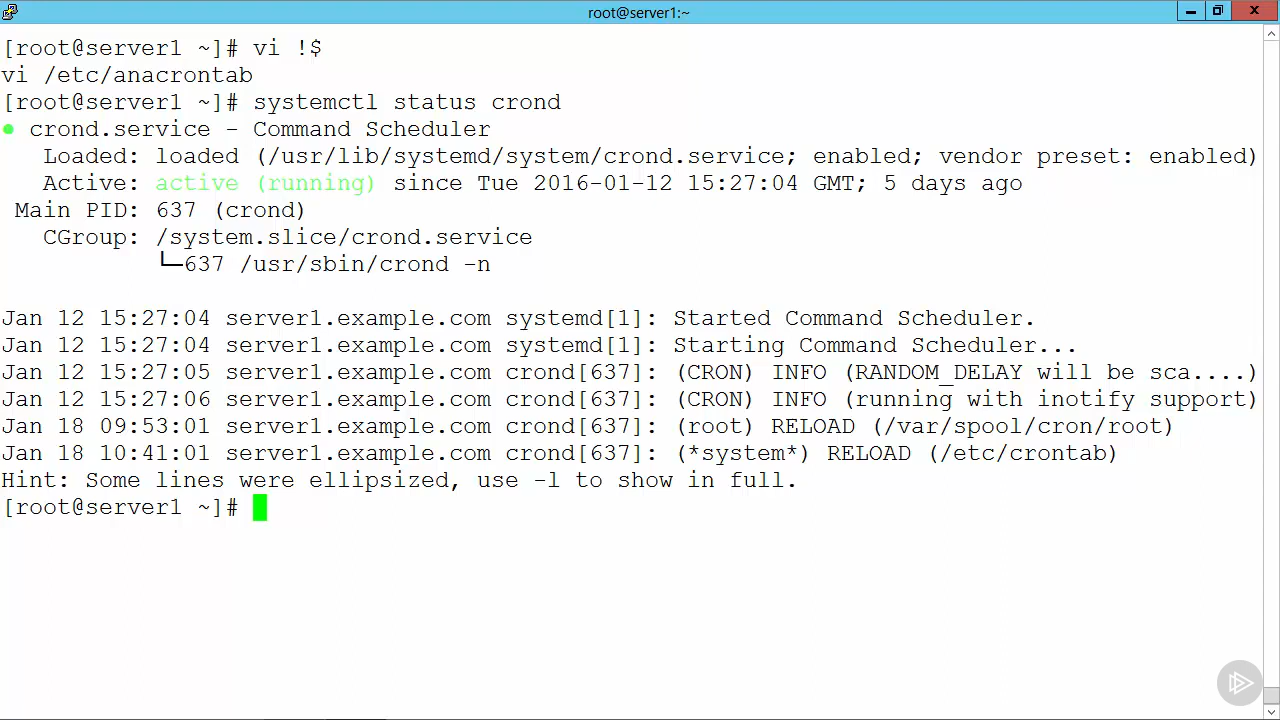 root@server1:~
[root@server1 ~]# vi !$
vi /etc/anacrontab
[root@server1 ~]# systemctl status crond
● crond.service - Command Scheduler
   Loaded: loaded (/usr/lib/systemd/system/crond.service; enabled; vendor preset: enabled)
   Active: active (running) since Tue 2016-01-12 15:27:04 GMT; 5 days ago
 Main PID: 637 (crond)
   CGroup: /system.slice/crond.service
           └─637 /usr/sbin/crond -n
Jan 12 15:27:04 server1.example.com systemd[1]: Started Command Scheduler.
Jan 12 15:27:04 server1.example.com systemd[1]: Starting Command Scheduler...
Jan 12 15:27:05 server1.example.com crond[637]: (CRON) INFO (RANDOM_DELAY will be sca....)
Jan 12 15:27:06 server1.example.com crond[637]: (CRON) INFO (running with inotify support)
Jan 18 09:53:01 server1.example.com crond[637]: (root) RELOAD (/var/spool/cron/root)
Jan 18 10:41:01 server1.example.com crond[637]: (*system*) RELOAD (/etc/crontab)
Hint: Some lines were ellipsized, use -l to show in full.
[root@server1 ~]#